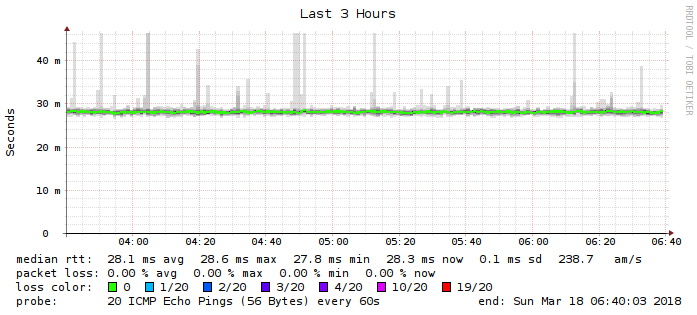 Last 3 Hours
RRDTOOL / TOBI OETIKER
Seconds
40 m
30 m
20 m
10 m
0
04:00 04:20 04:40 05:00 05:20 05:40 06:00 06:20 06:40
median rtt: 28.1 ms avg 28.6 ms max 27.8 ms min 28.3 ms now 0.1 ms sd 238.7 am/s
packet loss: 0.00 % avg 0.00 % max 0.00 % min 0.00 % now
loss color: 0 1/20 2/20 3/20 4/20 10/20 19/20
probe: 20 ICMP Echo Pings (56 Bytes) every 60s end: Sun Mar 18 06:40:03 2018